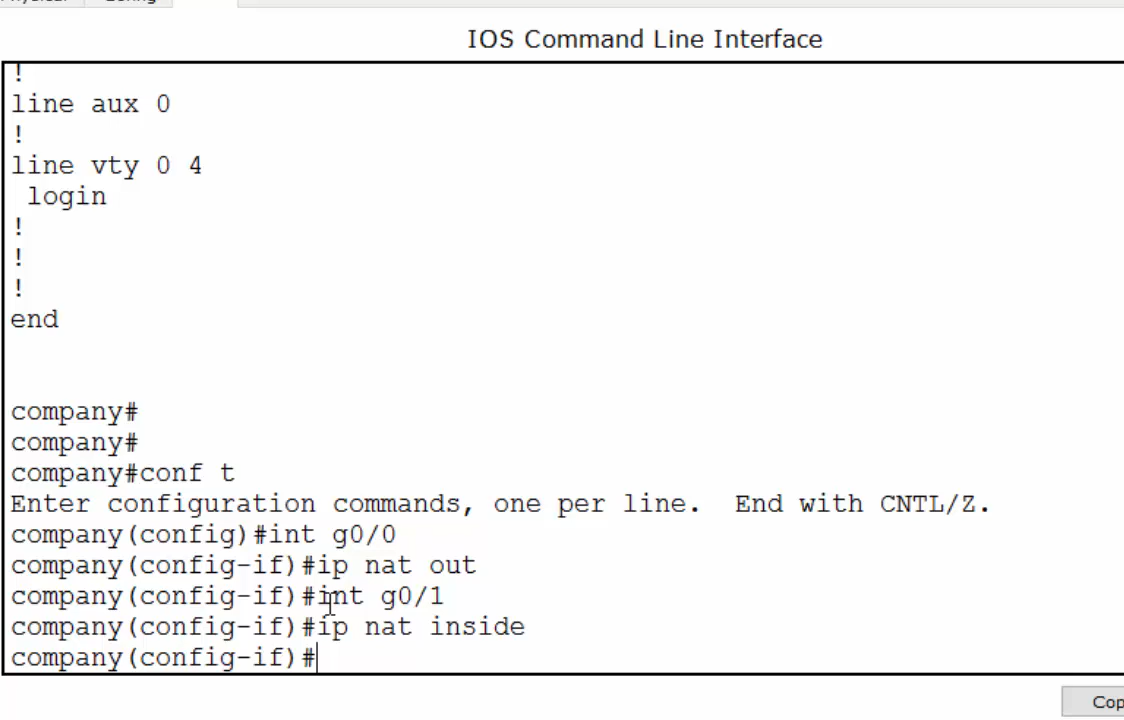 IOS Command Line Interface
!
line aux 0
!
line vty 0 4
login
!
!
!
end
company#
company#
company#conf t
Enter configuration commands, one per line. End with CNTL/Z.
company(config)#int g0/0
company(config-if)#ip nat out
company(config-if)#int g0/1
company(config-if)#ip nat inside
company(config-if)#